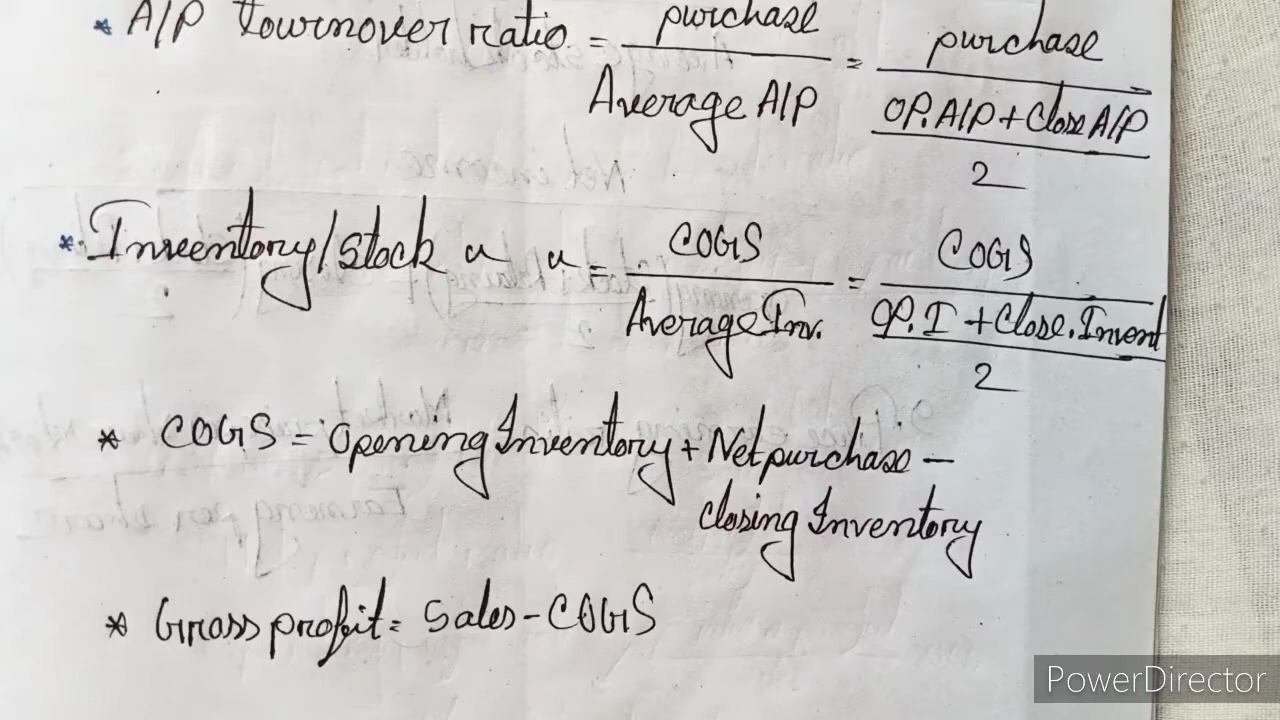 * A/P tournover ratio = purchase / Average A/P = purchase / OP. A/P + Close A/P / 2
* Inventory/Stock " " = COGS / Average Inv. = COGS / OP. I + Close. Invent / 2
* COGS = Opening Inventory + Net purchase -
closing Inventory
* Gross profit = Sales - COGS
PowerDirector